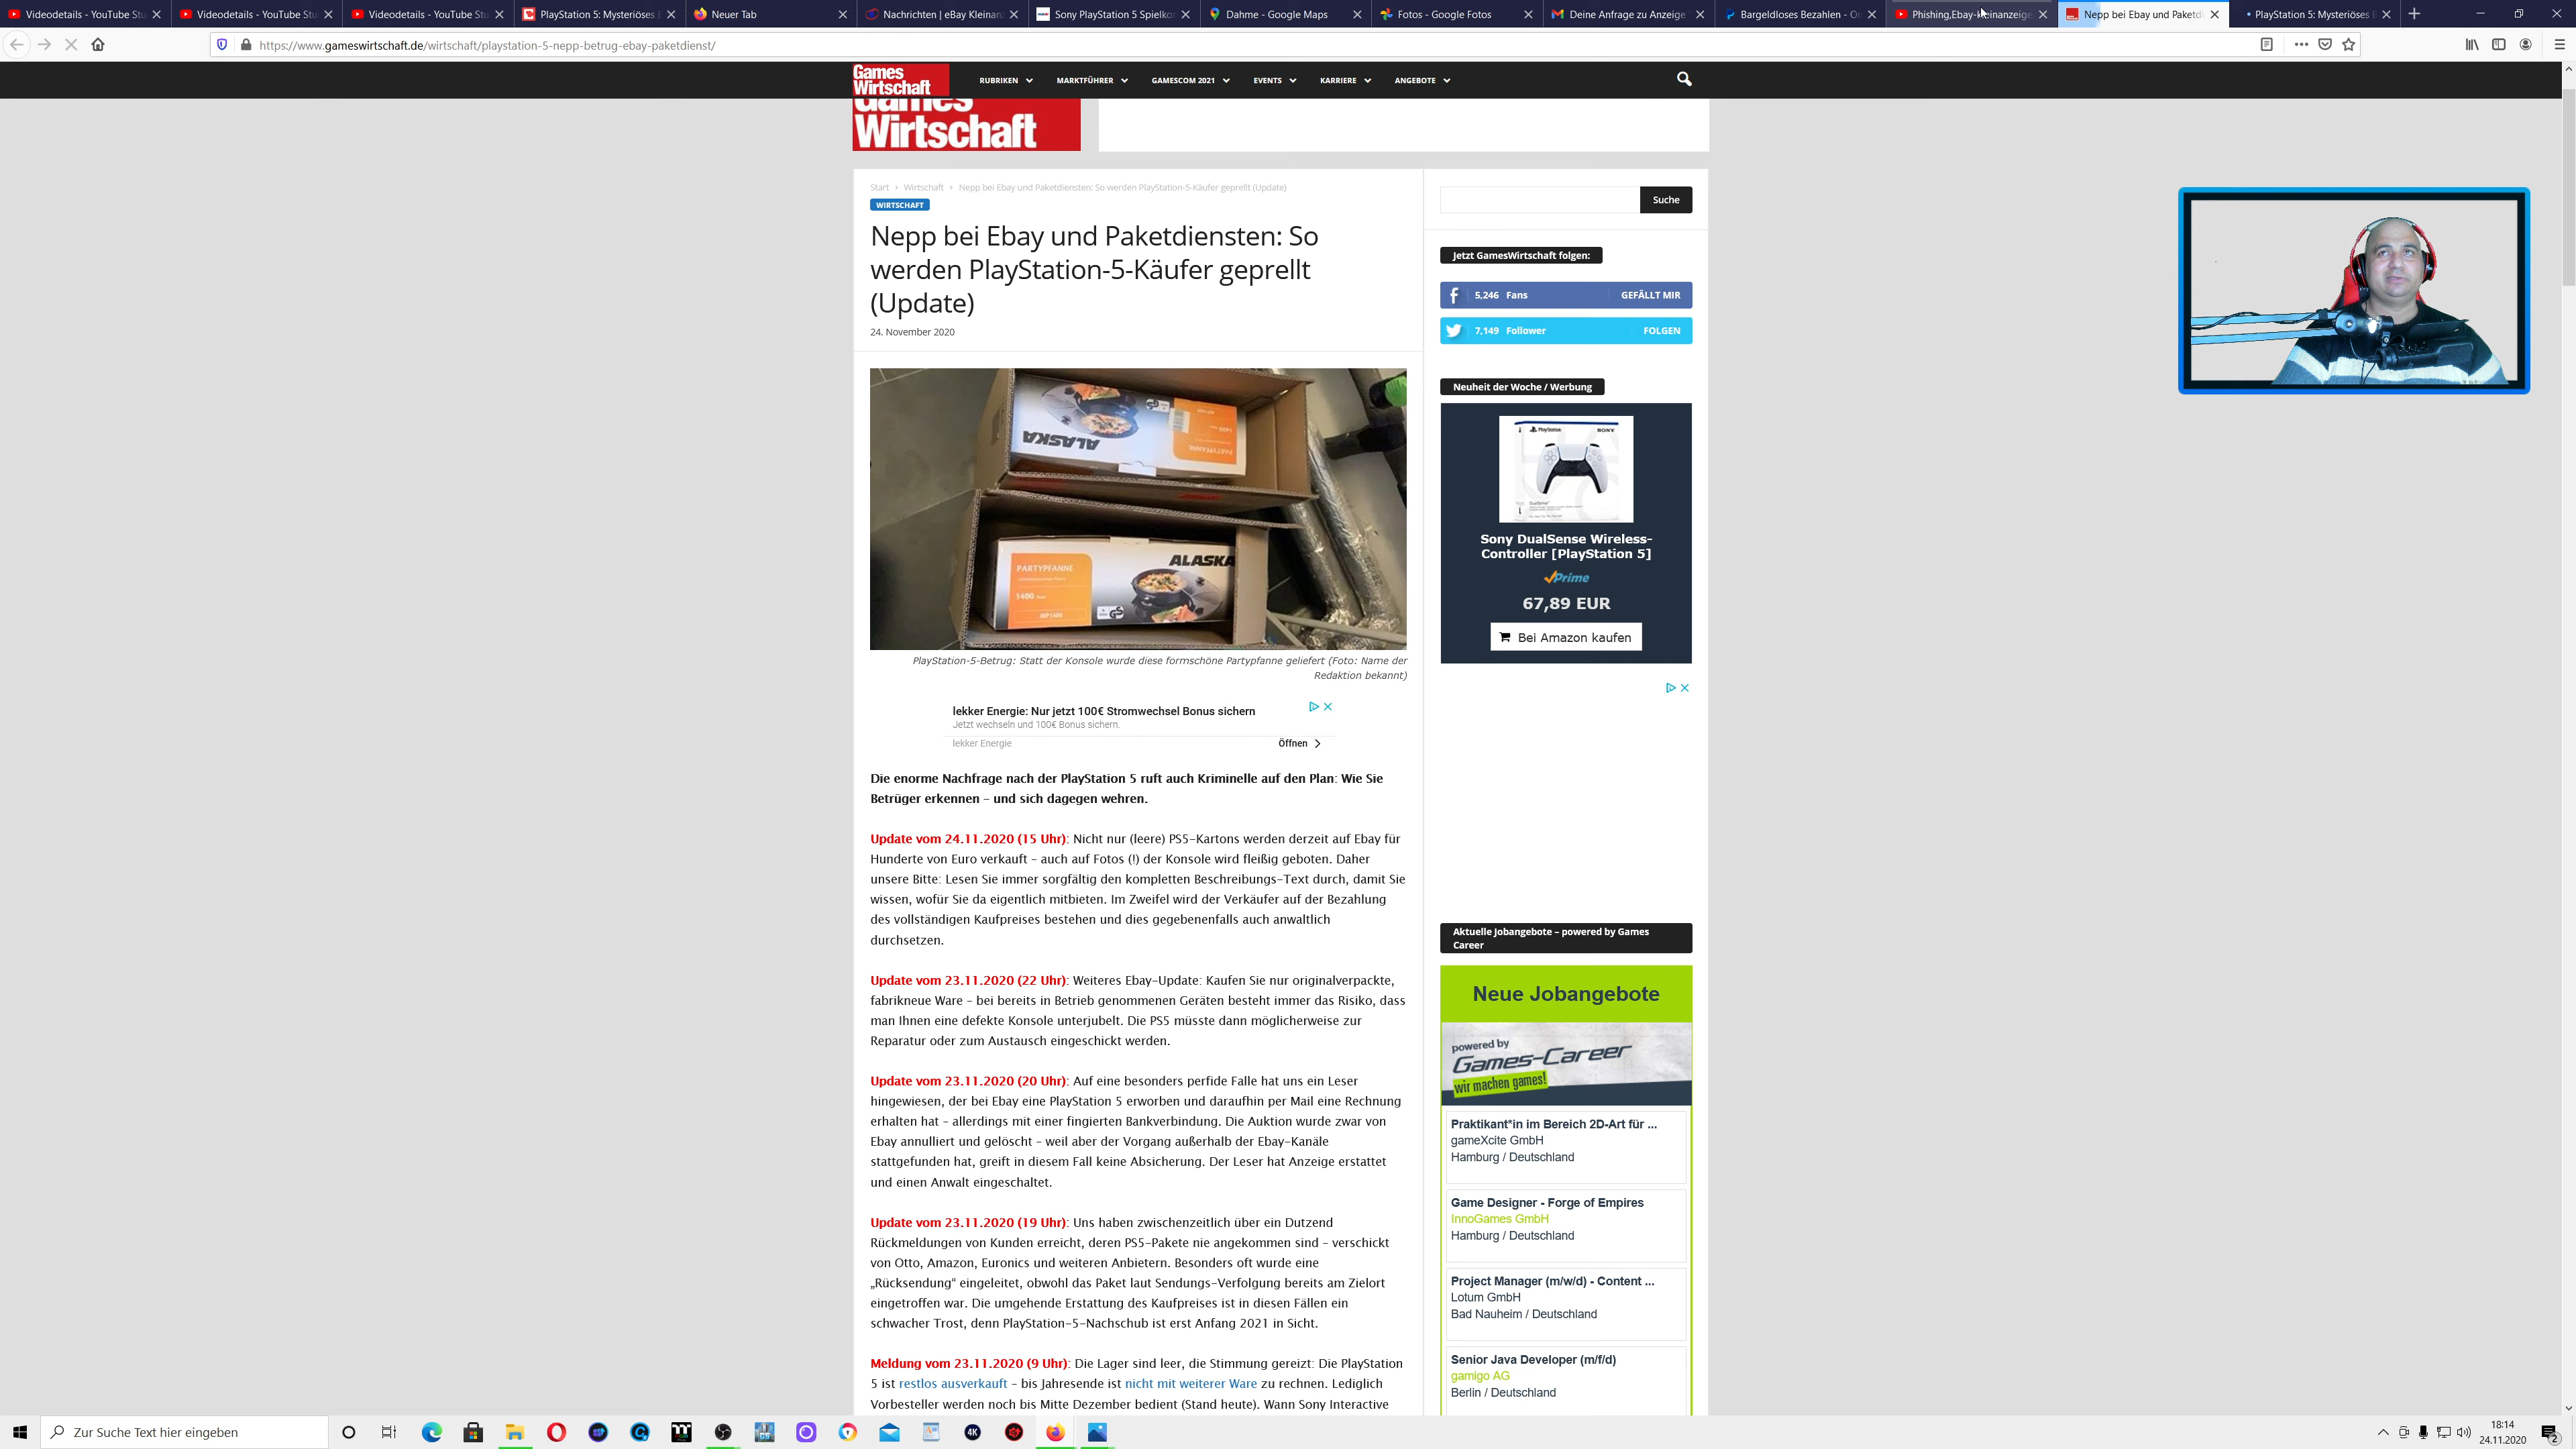 Videodetails - YouTube Stu
Videodetails - YouTube Stu
Videodetails - YouTube Stu
PlayStation 5: Mysteriöses E
Neuer Tab
Nachrichten | eBay Kleinanz
Sony PlayStation 5 Spielkon
Dahme - Google Maps
Fotos - Google Fotos
Deine Anfrage zu Anzeige
Bargeldloses Bezahlen - On
Phishing,Ebay-kleinanzeige
Nepp bei Ebay und Paketdi
PlayStation 5: Mysteriöses E
https://www.gameswirtschaft.de/wirtschaft/playstation-5-nepp-betrug-ebay-paketdienst/
Games
Wirtschaft
RUBRIKEN
MARKTFÜHRER
GAMESCOM 2021
EVENTS
KARRIERE
ANGEBOTE
Games
Wirtschaft
Start › Wirtschaft › Nepp bei Ebay und Paketdiensten: So werden PlayStation-5-Käufer geprellt (Update)
WIRTSCHAFT
Nepp bei Ebay und Paketdiensten: So
werden PlayStation-5-Käufer geprellt
(Update)
24. November 2020
ALASKA
PARTYPFANNE
ALASKA
PARTYPFANNE
1400
PlayStation-5-Betrug: Statt der Konsole wurde diese formschöne Partypfanne geliefert (Foto: Name der
Redaktion bekannt)
lekker Energie: Nur jetzt 100€ Stromwechsel Bonus sichern
Jetzt wechseln und 100€ Bonus sichern.
lekker Energie
Öffnen
Die enorme Nachfrage nach der PlayStation 5 ruft auch Kriminelle auf den Plan: Wie Sie
Betrüger erkennen – und sich dagegen wehren.
Update vom 24.11.2020 (15 Uhr): Nicht nur (leere) PS5-Kartons werden derzeit auf Ebay für
Hunderte von Euro verkauft – auch auf Fotos (!) der Konsole wird fleißig geboten. Daher
unsere Bitte: Lesen Sie immer sorgfältig den kompletten Beschreibungs-Text durch, damit Sie
wissen, wofür Sie da eigentlich mitbieten. Im Zweifel wird der Verkäufer auf der Bezahlung
des vollständigen Kaufpreises bestehen und dies gegebenenfalls auch anwaltlich
durchsetzen.
Update vom 23.11.2020 (22 Uhr): Weiteres Ebay-Update: Kaufen Sie nur originalverpackte,
fabrikneue Ware – bei bereits in Betrieb genommenen Geräten besteht immer das Risiko, dass
man Ihnen eine defekte Konsole unterjubelt. Die PS5 müsste dann möglicherweise zur
Reparatur oder zum Austausch eingeschickt werden.
Update vom 23.11.2020 (20 Uhr): Auf eine besonders perfide Falle hat uns ein Leser
hingewiesen, der bei Ebay eine PlayStation 5 erworben und daraufhin per Mail eine Rechnung
erhalten hat – allerdings mit einer fingierten Bankverbindung. Die Auktion wurde zwar von
Ebay annulliert und gelöscht – weil aber der Vorgang außerhalb der Ebay-Kanäle
stattgefunden hat, greift in diesem Fall keine Absicherung. Der Leser hat Anzeige erstattet
und einen Anwalt eingeschaltet.
Update vom 23.11.2020 (19 Uhr): Uns haben zwischenzeitlich über ein Dutzend
Rückmeldungen von Kunden erreicht, deren PS5-Pakete nie angekommen sind – verschickt
von Otto, Amazon, Euronics und weiteren Anbietern. Besonders oft wurde eine
„Rücksendung“ eingeleitet, obwohl das Paket laut Sendungs-Verfolgung bereits am Zielort
eingetroffen war. Die umgehende Erstattung des Kaufpreises ist in diesen Fällen ein
schwacher Trost, denn PlayStation-5-Nachschub ist erst Anfang 2021 in Sicht.
Meldung vom 23.11.2020 (9 Uhr): Die Lager sind leer, die Stimmung gereizt: Die PlayStation
5 ist restlos ausverkauft – bis Jahresende ist nicht mit weiterer Ware zu rechnen. Lediglich
Vorbesteller werden noch bis Mitte Dezember bedient (Stand heute). Wann Sony Interactive
Suche
Jetzt GamesWirtschaft folgen:
5,246 Fans
GEFÄLLT MIR
7,149 Follower
FOLGEN
Neuheit der Woche / Werbung
PlayStation
SONY
Sony DualSense Wireless-
Controller [PlayStation 5]
Prime
67,89 EUR
Bei Amazon kaufen
Aktuelle Jobangebote – powered by Games
Career
Neue Jobangebote
powered by
Games-Career
wir machen games!
Praktikant*in im Bereich 2D-Art für ...
gameXcite GmbH
Hamburg / Deutschland
Game Designer - Forge of Empires
InnoGames GmbH
Hamburg / Deutschland
Project Manager (m/w/d) - Content ...
Lotum GmbH
Bad Nauheim / Deutschland
Senior Java Developer (m/f/d)
gamigo AG
Berlin / Deutschland
Zur Suche Text hier eingeben
4K
18:14
24.11.2020
2